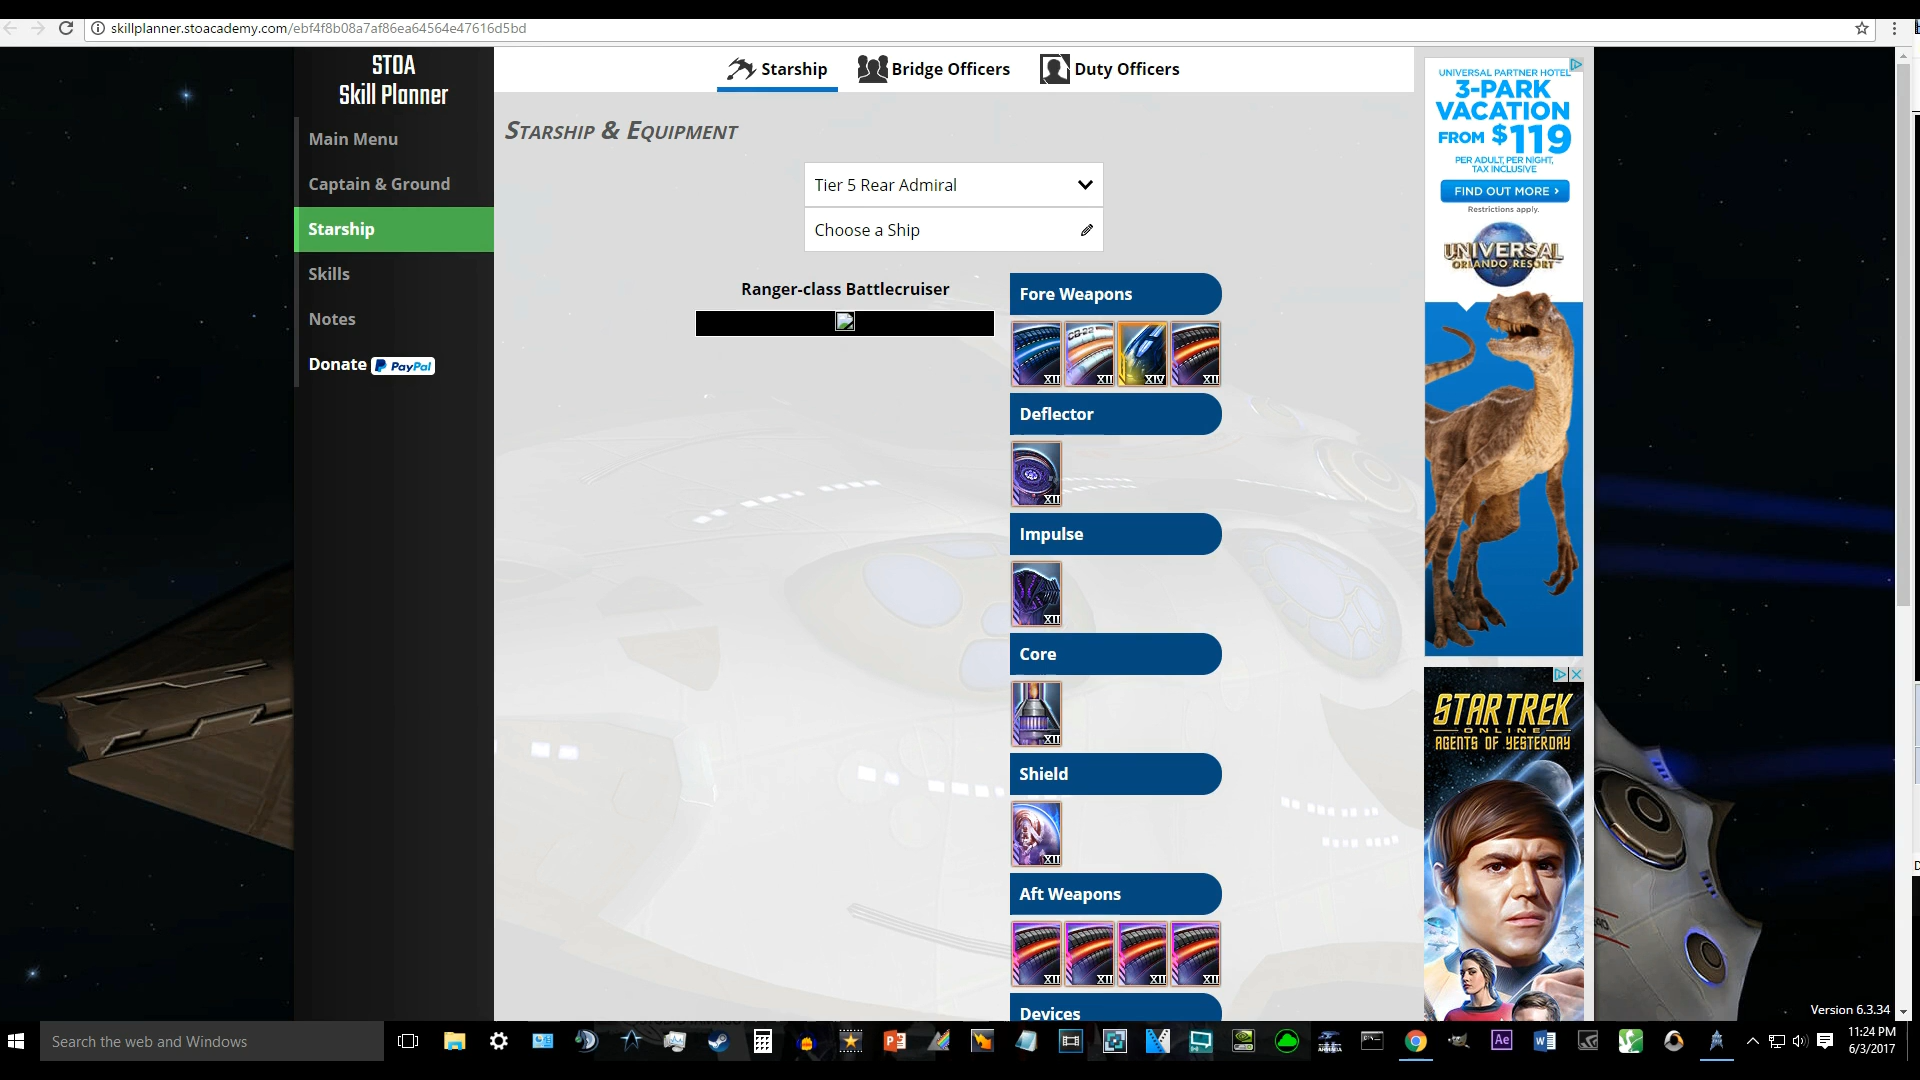 skillplanner.stoacademy.com/ebf4f8b08a7af86ea64564e47616d5bd
STOA
Skill Planner
Main Menu
Captain & Ground
Starship
Skills
Notes
Donate PayPal
Starship
Bridge Officers
Duty Officers
Starship & Equipment
Tier 5 Rear Admiral
Choose a Ship
Ranger-class Battlecruiser
Fore Weapons
XII
XII
XIV
XII
Deflector
XII
Impulse
XII
Core
XII
Shield
XII
Aft Weapons
XII
XII
XII
XII
Devices
UNIVERSAL PARTNER HOTEL
3-PARK
VACATION
FROM $119
PER ADULT, PER NIGHT,
TAX INCLUSIVE
FIND OUT MORE ›
Restrictions apply.
UNIVERSAL
ORLANDO RESORT
STAR TREK
ONLINE
AGENTS OF YESTERDAY
Version 6.3.34
Search the web and Windows
Ae
11:24 PM
6/3/2017